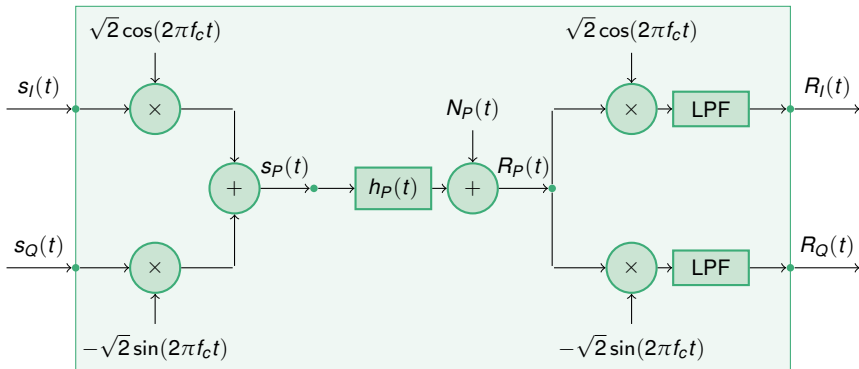 √2 cos(2πf_c t)
√2 cos(2πf_c t)
s_I(t)
×
×
LPF
R_I(t)
N_P(t)
+
s_P(t)
h_P(t)
+
R_P(t)
s_Q(t)
×
×
LPF
R_Q(t)
−√2 sin(2πf_c t)
−√2 sin(2πf_c t)